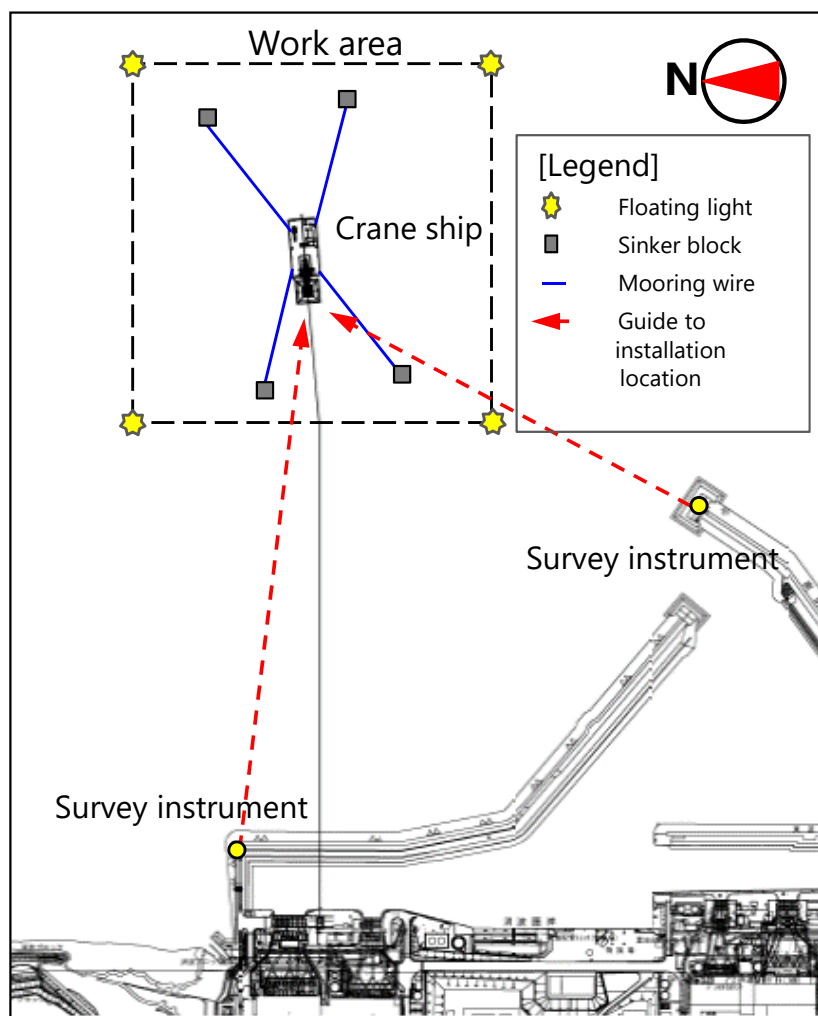 Work area
N
[Legend]
Floating light
Sinker block
Mooring wire
Guide to
installation
location
Crane ship
Survey instrument
Survey instrument